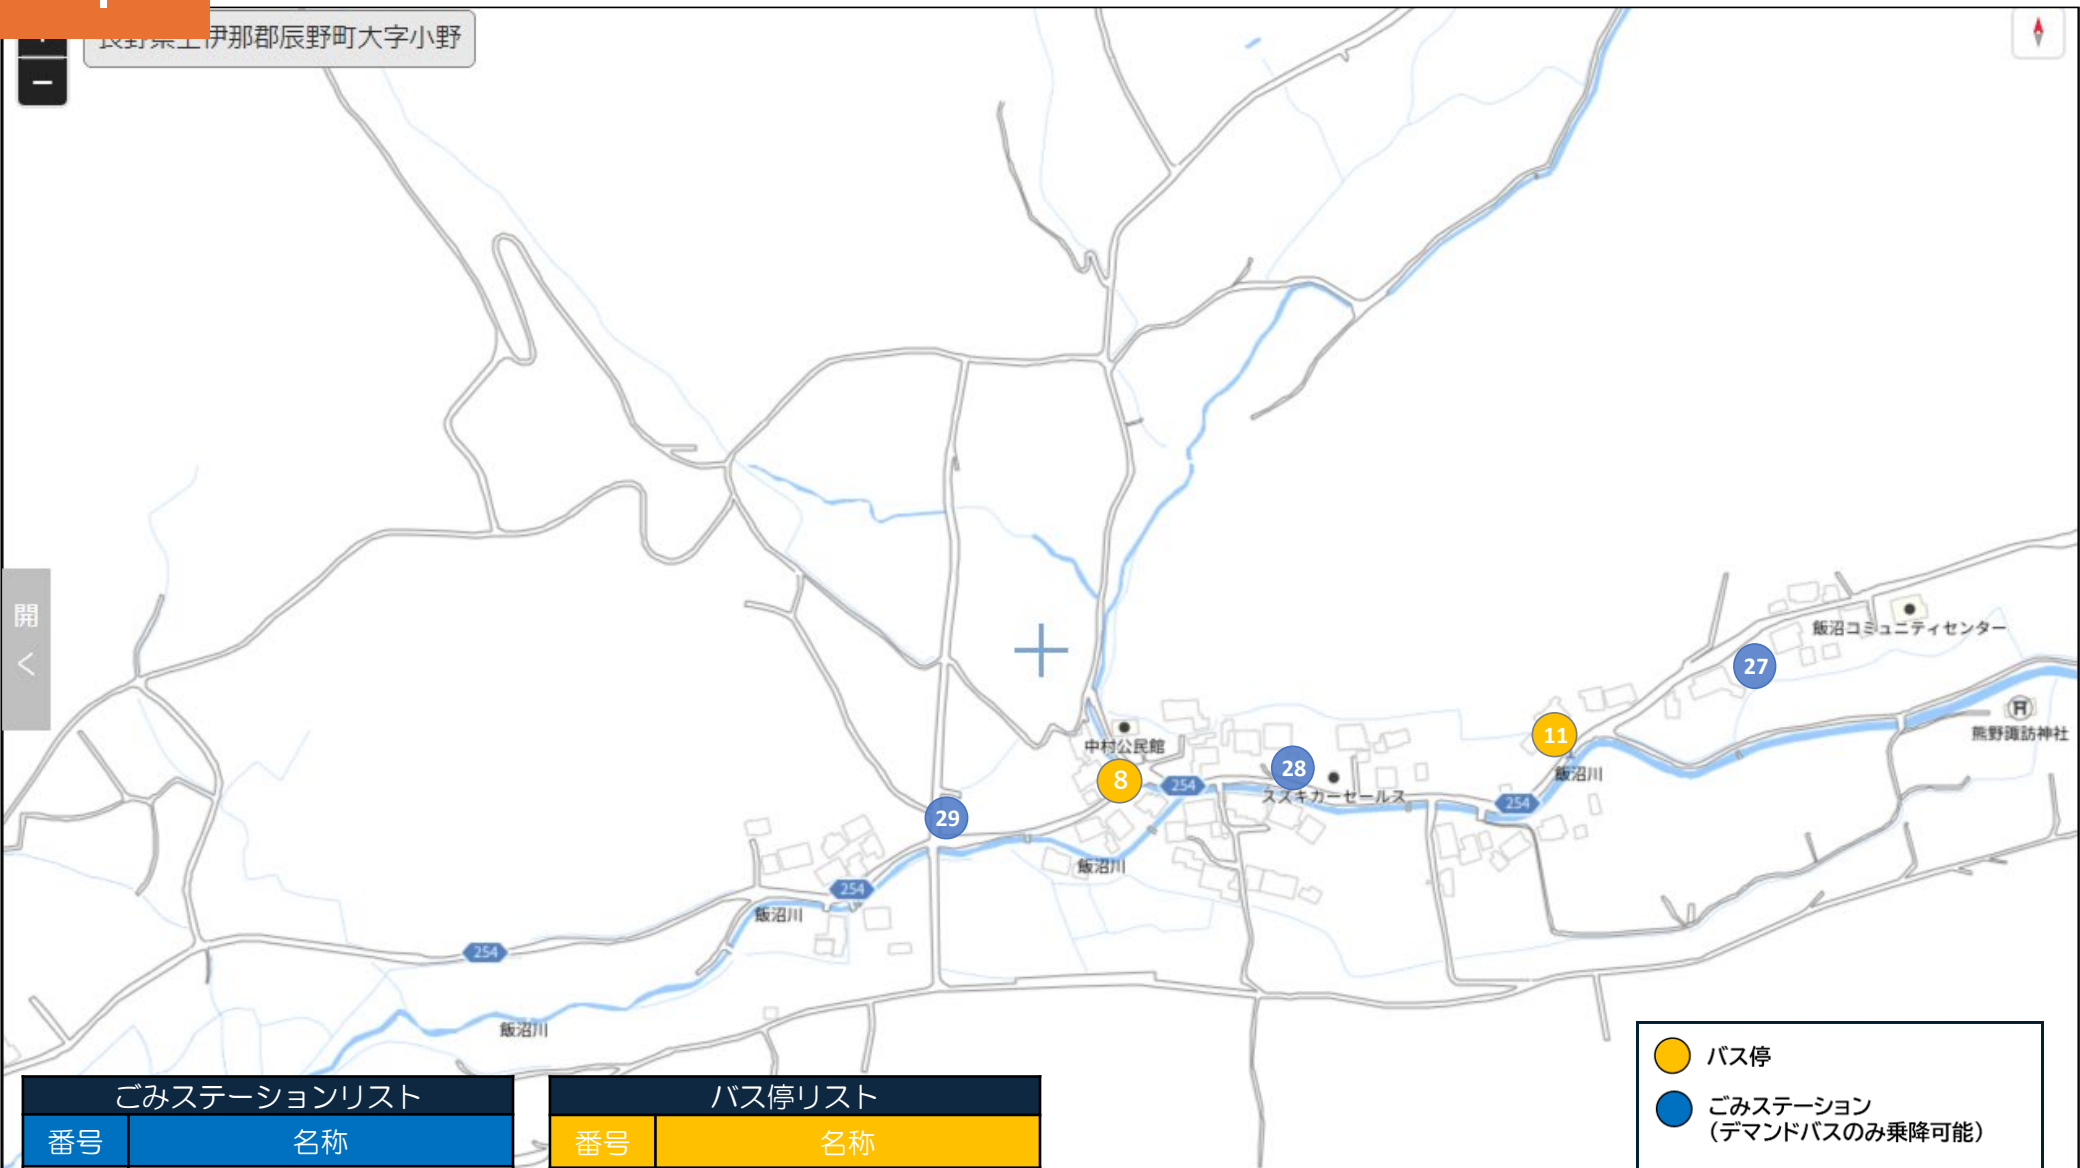 長野県上伊那郡辰野町大字小野
開
く
飯沼コミュニティセンター
27
熊野諏訪神社
11
飯沼川
中村公民館
8
254
28
スズキカーセールス
254
29
飯沼川
254
飯沼川
254
飯沼川
バス停
ごみステーション
（デマンドバスのみ乗降可能）
ごみステーションリスト
番号 名称
バス停リスト
番号 名称